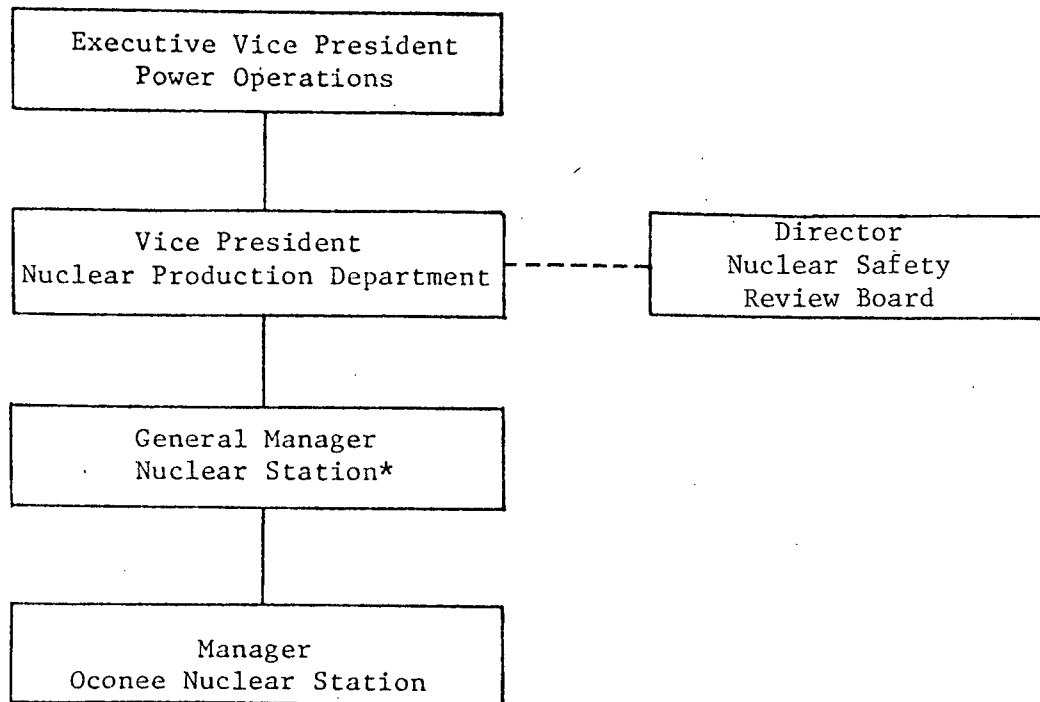 Executive Vice President
Power Operations
Vice President
Nuclear Production Department
Director
Nuclear Safety
Review Board
General Manager
Nuclear Station*
Manager
Oconee Nuclear Station